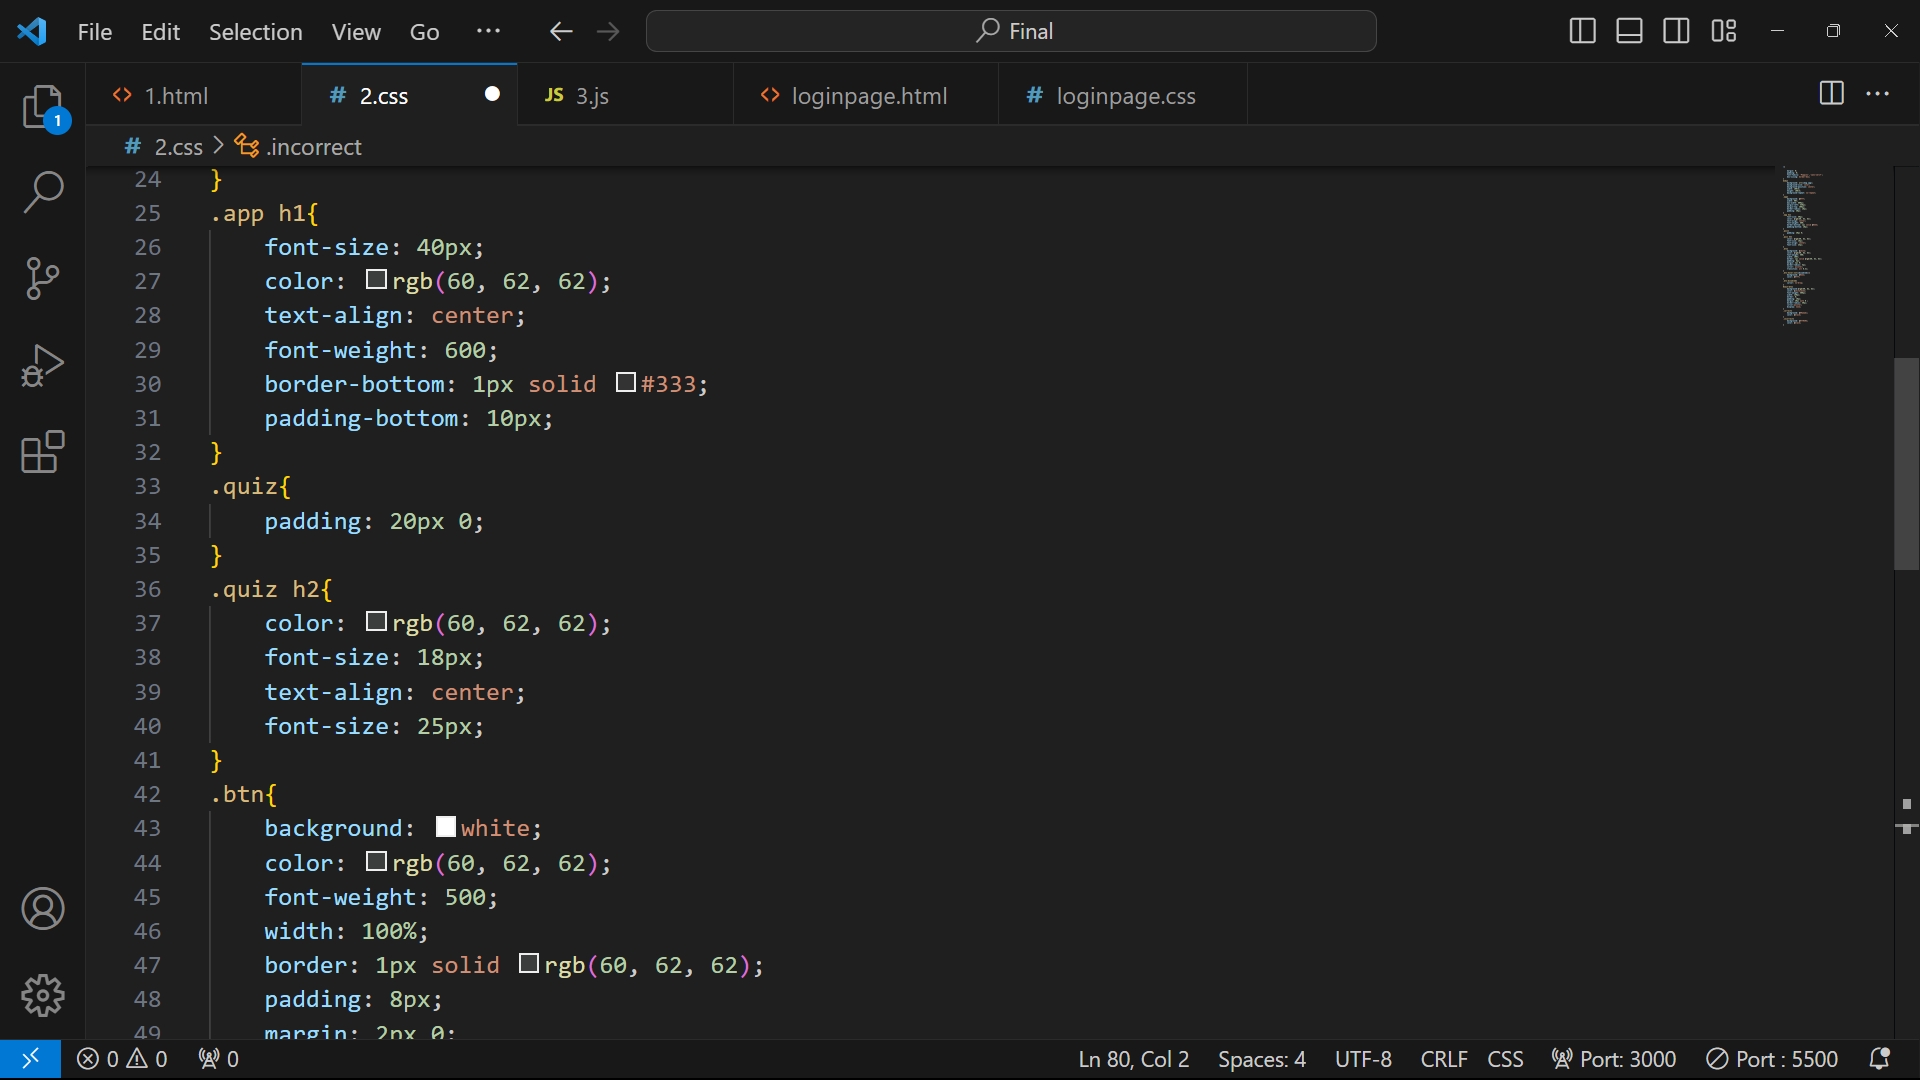 File Edit Selection View Go ··· Final
1.html # 2.css JS 3.js loginpage.html # loginpage.css
1
# 2.css > .incorrect
24 }
25 .app h1{
26 font-size: 40px;
27 color: rgb(60, 62, 62);
28 text-align: center;
29 font-weight: 600;
30 border-bottom: 1px solid #333;
31 padding-bottom: 10px;
32 }
33 .quiz{
34 padding: 20px 0;
35 }
36 .quiz h2{
37 color: rgb(60, 62, 62);
38 font-size: 18px;
39 text-align: center;
40 font-size: 25px;
41 }
42 .btn{
43 background: white;
44 color: rgb(60, 62, 62);
45 font-weight: 500;
46 width: 100%;
47 border: 1px solid rgb(60, 62, 62);
48 padding: 8px;
49 margin: 2px 0;
0 0 0 Ln 80, Col 2 Spaces: 4 UTF-8 CRLF CSS Port: 3000 Port : 5500